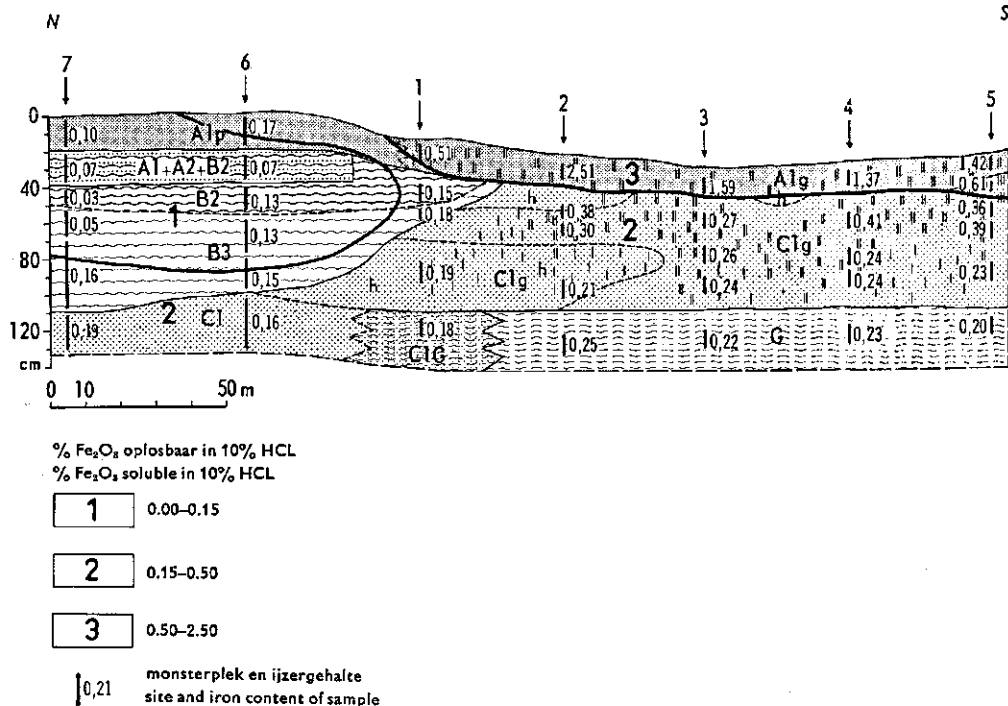 N S
7 6 1 2 3 4 5
0
40
80
120
cm
0,10 A1p 0,17
0,07 A1+A2+B2 0,07
0,03 B2 0,13
0,05 1 0,13
B3
0,16 0,15
2 C1
0,19 0,16
0,51
0,15
0,18
0,19
0,18
C1G
h
h
h
h
C1g
2,51
0,38
0,30
0,21
0,25
3
2
1,59
0,27
0,26
0,24
0,22
A1g
C1g
G
1,37
0,41
0,24
0,24
0,23
1,42
0,61
0,36
0,39
0,23
0,20
0 10 50 m
% Fe₂O₃ oplosbaar in 10% HCL
% Fe₂O₃ soluble in 10% HCL
1 0.00–0.15
2 0.15–0.50
3 0.50–2.50
0,21 monsterplek en ijzergehalte
site and iron content of sample